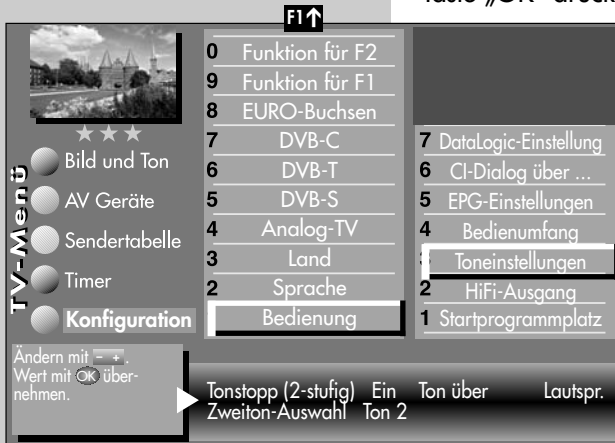 Taste „OK“ drück
F1↑
TV-Menü
★★★
Bild und Ton
AV Geräte
Sendertabelle
Timer
Konfiguration
0 Funktion für F2
9 Funktion für F1
8 EURO-Buchsen
7 DVB-C
6 DVB-T
5 DVB-S
4 Analog-TV
3 Land
2 Sprache
Bedienung
7 DataLogic-Einstellung
6 CI-Dialog über ...
5 EPG-Einstellungen
4 Bedienumfang
3 Toneinstellungen
2 HiFi-Ausgang
1 Startprogrammplatz
Ändern mit - + .
Wert mit OK über-
nehmen.
Tonstopp (2-stufig) Ein Ton über Lautspr.
Zweiton-Auswahl Ton 2